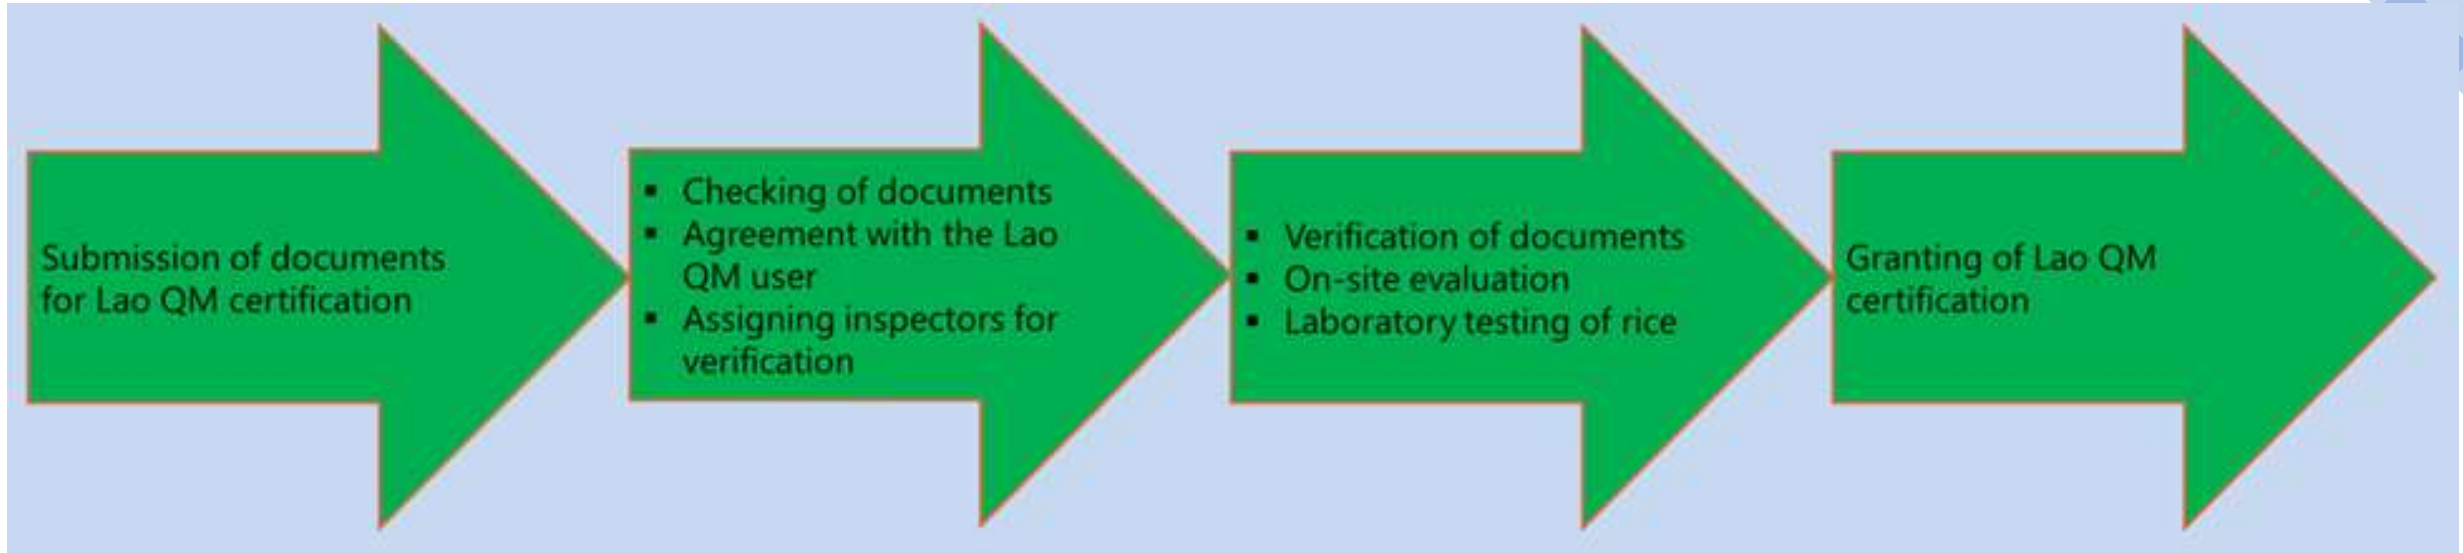 Submission of documents
for Lao QM certification
▪ Checking of documents
▪ Agreement with the Lao
QM user
▪ Assigning inspectors for
verification
▪ Verification of documents
▪ On-site evaluation
▪ Laboratory testing of rice
Granting of Lao QM
certification